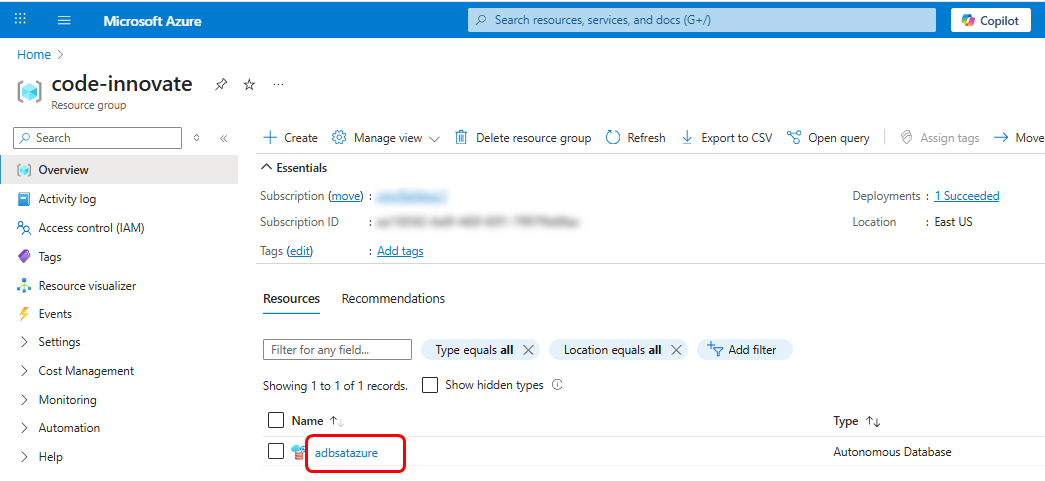 Microsoft Azure
Search resources, services, and docs (G+/)
Copilot
Home
code-innovate
Resource group
Search
Overview
Activity log
Access control (IAM)
Tags
Resource visualizer
Events
Settings
Cost Management
Monitoring
Automation
Help
Create
Manage view
Delete resource group
Refresh
Export to CSV
Open query
Assign tags
Move
Essentials
Subscription (move) :
Subscription ID :
Tags (edit) : Add tags
Deployments : 1 Succeeded
Location : East US
Resources
Recommendations
Filter for any field...
Type equals all
Location equals all
Add filter
Showing 1 to 1 of 1 records.
Show hidden types
Name
Type
adbsatazure
Autonomous Database